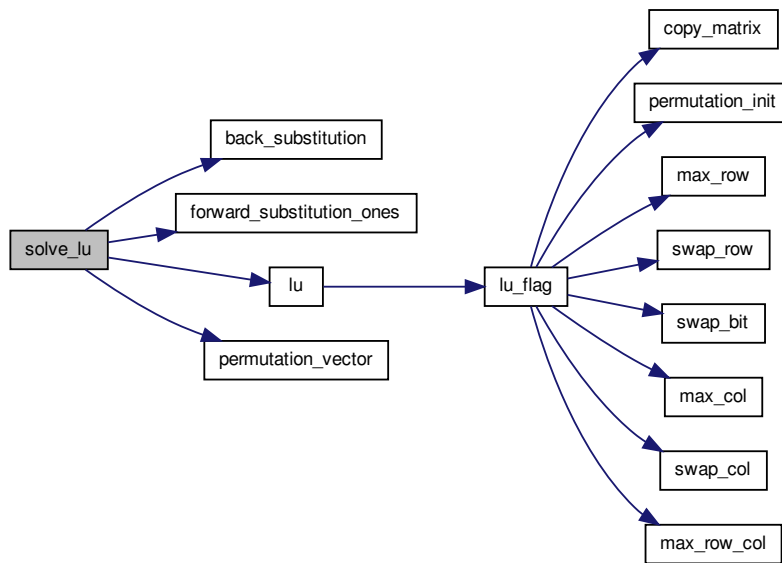 solve_lu
back_substitution
forward_substitution_ones
lu
permutation_vector
lu_flag
copy_matrix
permutation_init
max_row
swap_row
swap_bit
max_col
swap_col
max_row_col